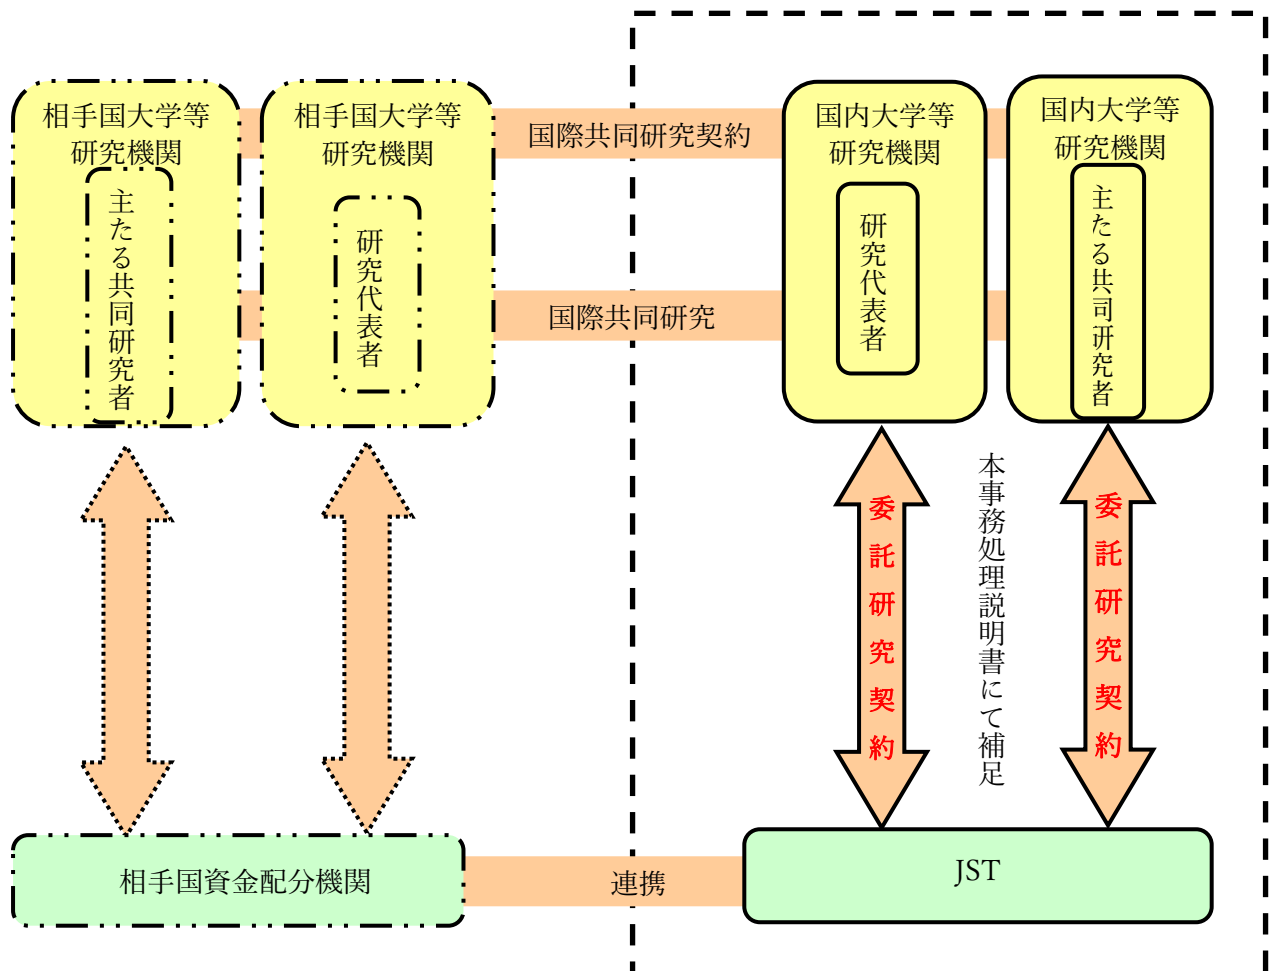 相手国大学等
研究機関
主たる共同研究者
相手国大学等
研究機関
研究代表者
国際共同研究契約
国際共同研究
国内大学等
研究機関
研究代表者
国内大学等
研究機関
主たる共同研究者
委託研究契約
本事務処理説明書にて補足
委託研究契約
相手国資金配分機関
連携
JST